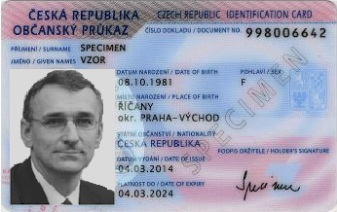 ČESKÁ REPUBLIKA CZECH REPUBLIC IDENTIFICATION CARD
OBČANSKÝ PRŮKAZ ČÍSLO DOKLADU / DOCUMENT NO. 998006642
PŘÍJMENÍ / SURNAME SPECIMEN
JMÉNO / GIVEN NAMES VZOR
DATUM NAROZENÍ / DATE OF BIRTH POHLAVÍ / SEX
08.10.1981 F
MÍSTO NAROZENÍ / PLACE OF BIRTH
ŘÍČANY
okr. PRAHA-VÝCHOD
STÁTNÍ OBČANSTVÍ / NATIONALITY
ČESKÁ REPUBLIKA
DATUM VYDÁNÍ / DATE OF ISSUE PODPIS DRŽITELE / HOLDER'S SIGNATURE
04.03.2014
PLATNOST DO / DATE OF EXPIRY
04.03.2024 Specimen
SPECIMEN